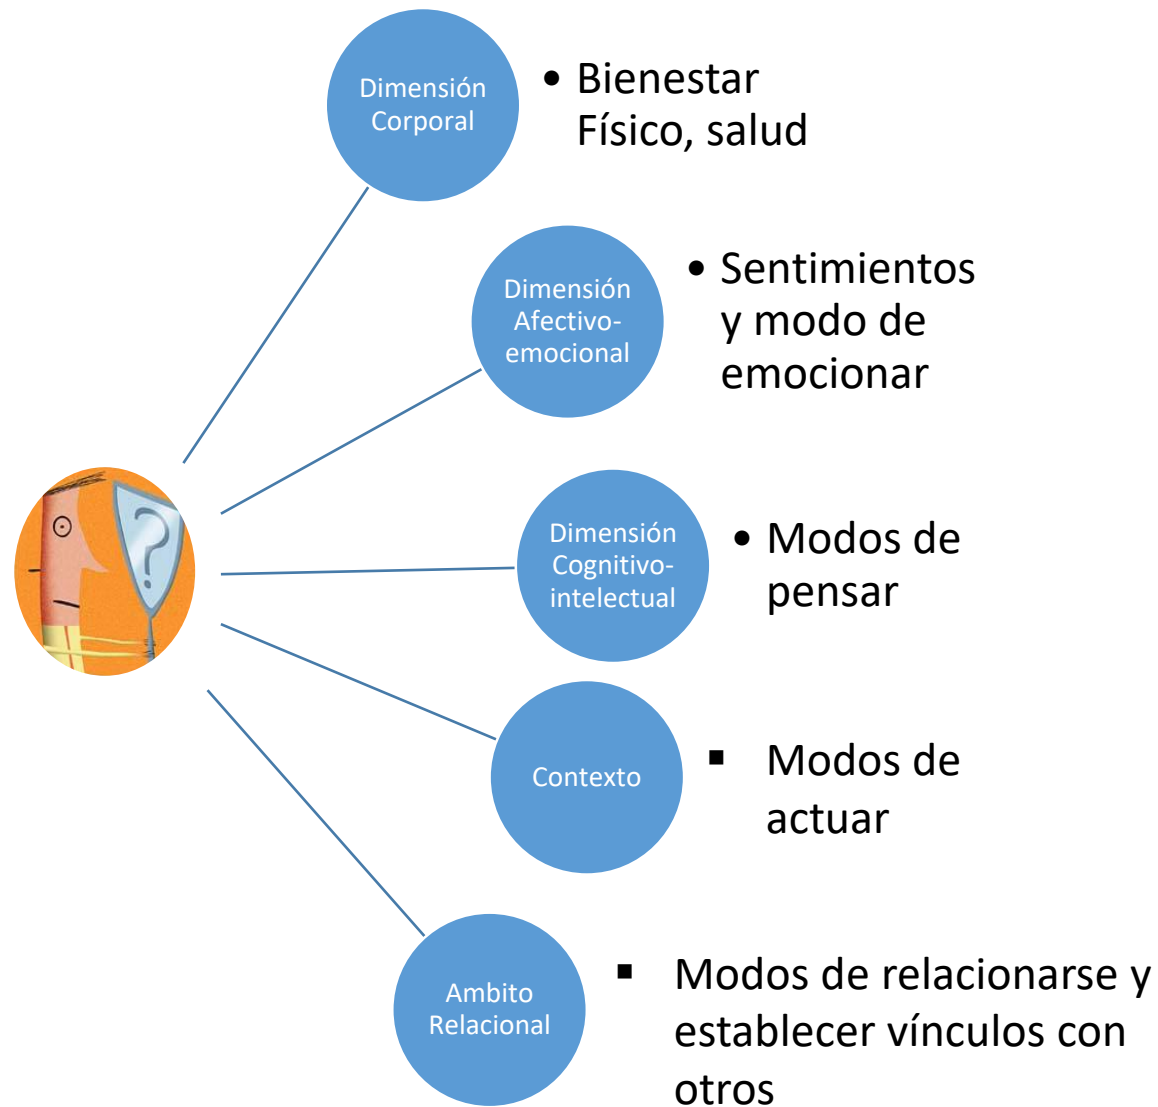 Dimensión
Corporal
• Bienestar
Físico, salud
Dimensión
Afectivo-
emocional
• Sentimientos
y modo de
emocionar
?
Dimensión
Cognitivo-
intelectual
• Modos de
pensar
Contexto
▪ Modos de
actuar
Ambito
Relacional
▪ Modos de relacionarse y
establecer vínculos con
otros